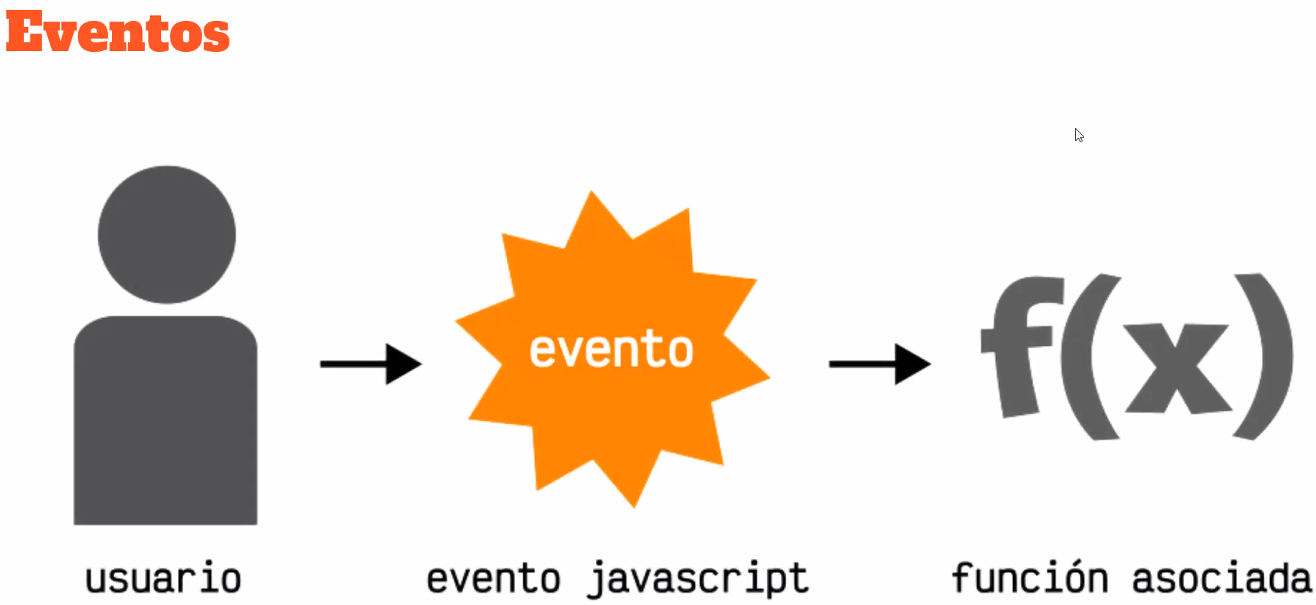 Eventos
evento
f(x)
usuario
evento javascript
función asociada